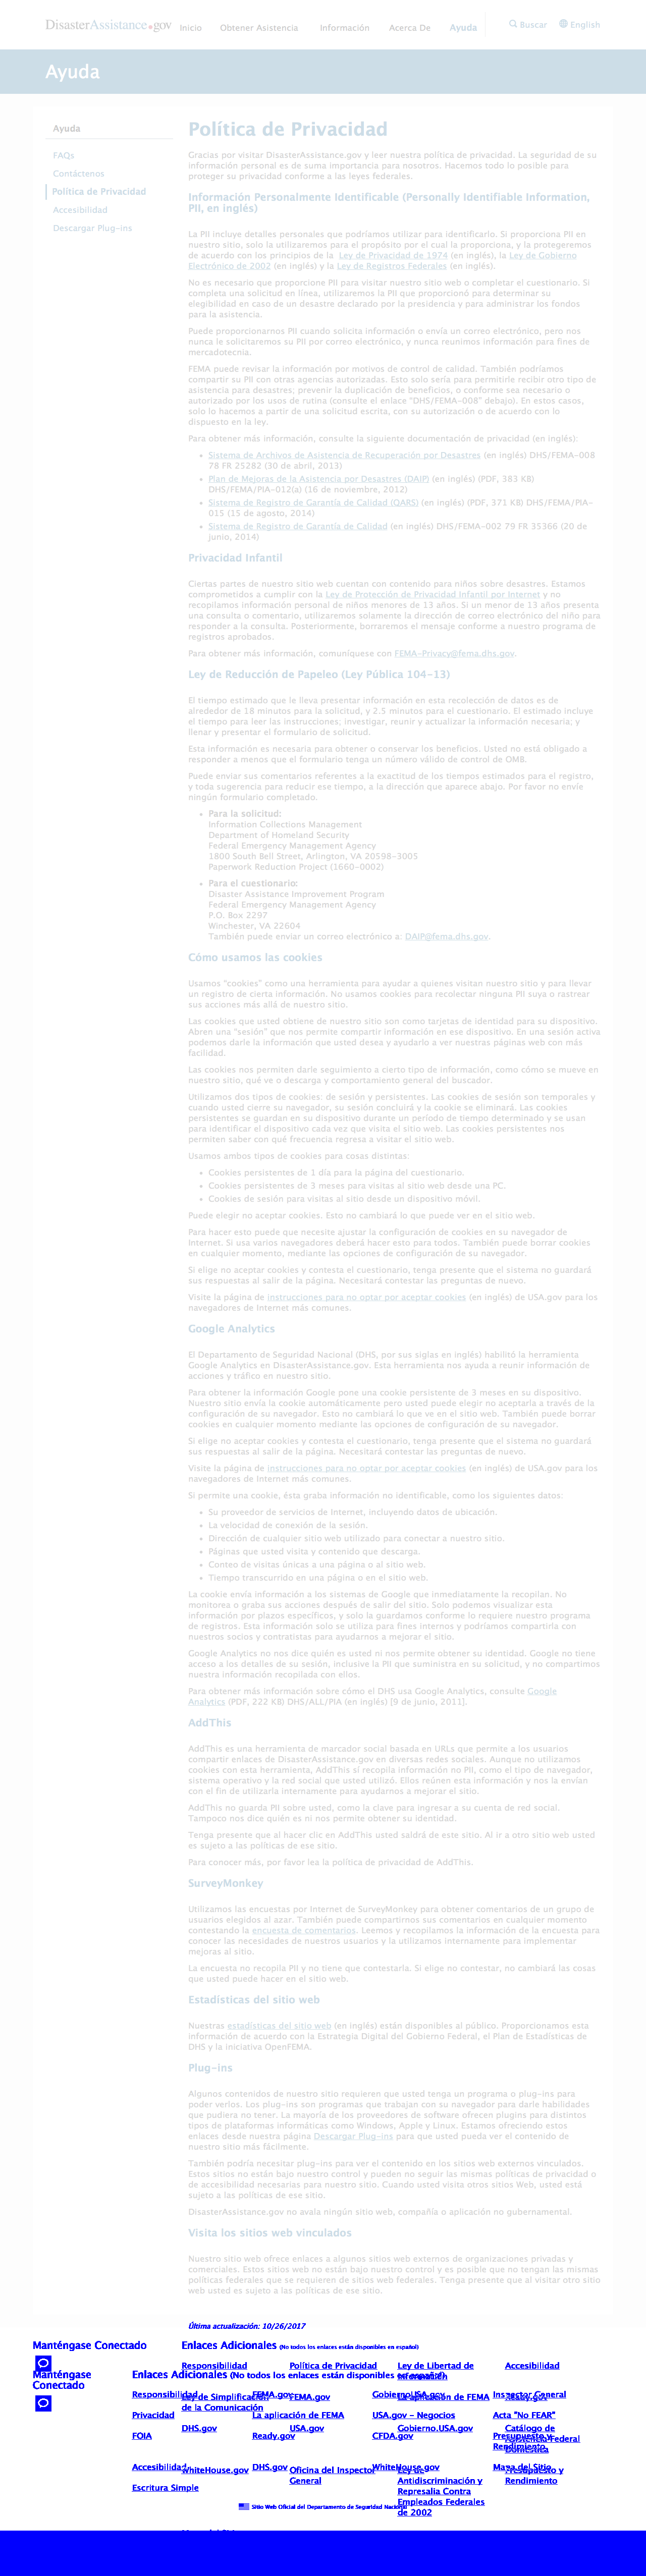 DisasterAssistance.gov Inicio Obtener Asistencia Información Acerca De Ayuda Buscar English
Ayuda
Ayuda
FAQs
Contáctenos
Política de Privacidad
Accesibilidad
Descargar Plug-ins
Política de Privacidad
Gracias por visitar DisasterAssistance.gov y leer nuestra política de privacidad. La seguridad de su
información personal es de suma importancia para nosotros. Hacemos todo lo posible para
proteger su privacidad conforme a las leyes federales.
Información Personalmente Identificable (Personally Identifiable Information,
PII, en inglés)
La PII incluye detalles personales que podríamos utilizar para identificarlo. Si proporciona PII en
nuestro sitio, solo la utilizaremos para el propósito por el cual la proporciona, y la protegeremos
de acuerdo con los principios de la Ley de Privacidad de 1974 (en inglés), la Ley de Gobierno
Electrónico de 2002 (en inglés) y la Ley de Registros Federales (en inglés).
No es necesario que proporcione PII para visitar nuestro sitio web o completar el cuestionario. Si
completa una solicitud en línea, utilizaremos la PII que proporcionó para determinar su
elegibilidad en caso de un desastre declarado por la presidencia y para administrar los fondos
para la asistencia.
Puede proporcionarnos PII cuando solicita información o envía un correo electrónico, pero nos
nunca le solicitaremos su PII por correo electrónico, y nunca reunimos información para fines de
mercadotecnia.
FEMA puede revisar la información por motivos de control de calidad. También podríamos
compartir su PII con otras agencias autorizadas. Esto solo sería para permitirle recibir otro tipo de
asistencia para desastres; prevenir la duplicación de beneficios, o conforme a lo de otro modo
autorizado por los usos de rutina (consulte el enlace "DHS/FEMA-008" debajo). En estos casos,
solo lo hacemos a partir de una solicitud escrita, con su autorización o de acuerdo con lo
dispuesto en la ley.
Para obtener más información, consulte la siguiente documentación de privacidad (en inglés):
• Sistema de Archivos de Asistencia de Recuperación por Desastres (en inglés) DHS/FEMA-008
78 FR 25282 (30 de abril, 2013)
• Plan de Mejoras de la Asistencia por Desastres (DAIP) (en inglés) (PDF, 383 KB)
DHS/FEMA/PIA-012(a) (16 de noviembre, 2012)
• Sistema de Registro de Garantía de Calidad (QARS) (en inglés) (PDF, 371 KB) DHS/FEMA/PIA-
015 (15 de agosto, 2014)
• Sistema de Registro de Garantía de Calidad (en inglés) DHS/FEMA-002 79 FR 35366 (20 de
junio, 2014)
Privacidad Infantil
Ciertas partes de nuestro sitio web cuentan con contenido para niños sobre desastres. Estamos
comprometidos a cumplir con la Ley de Protección de Privacidad Infantil por Internet y no
recopilamos información personal de niños menores de 13 años. Si un menor de 13 años presenta
una consulta o comentario, utilizaremos solamente la dirección de correo electrónico del niño para
responder a la consulta. Posteriormente, borraremos el mensaje conforme a nuestro programa de
registros aprobados.
Para obtener más información, comuníquese con FEMA-Privacy@fema.dhs.gov.
Ley de Reducción de Papeleo (Ley Pública 104-13)
El tiempo estimado que le lleva presentar información en esta recolección de datos es de
alrededor de 18 minutos para la solicitud, y 2.5 minutos para el cuestionario. El estimado incluye
el tiempo para leer las instrucciones; investigar, reunir y actualizar la información necesaria; y
llenar y presentar el formulario de solicitud.
Esta información es necesaria para obtener o conservar los beneficios. Usted no está obligado a
responder a menos que el formulario tenga un número válido de control de OMB.
Puede enviar sus comentarios referentes a la exactitud de los tiempos estimados para el registro,
y toda sugerencia para reducir ese tiempo, a la dirección que aparece abajo. Por favor no envíe
ningún formulario completado.
• Para la solicitud:
Information Collections Management
Department of Homeland Security
Federal Emergency Management Agency
1800 South Bell Street, Arlington, VA 20598-3005
Paperwork Reduction Project (1660-0002)
• Para el cuestionario:
Disaster Assistance Improvement Program
Federal Emergency Management Agency
P.O. Box 2297
Winchester, VA 22604
También puede enviar un correo electrónico a: DAIP@fema.dhs.gov.
Cómo usamos las cookies
Usamos "cookies" como una herramienta para ayudar a quienes visitan nuestro sitio y para llevar
un registro de cierta información. No usamos cookies para recolectar ninguna PII suya o rastrear
sus acciones más allá de nuestro sitio.
Las cookies que usted obtiene de nuestro sitio son como tarjetas de identidad para su dispositivo.
Abren una "sesión" que nos permite compartir información en ese dispositivo. En una sesión activa
podemos darle la información que usted desea y ayudarlo a ver nuestras páginas web con más
facilidad.
Las cookies nos permiten darle seguimiento a cierto tipo de información, como cómo se mueve en
nuestro sitio, qué ve o descarga y comportamiento general del buscador.
Utilizamos dos tipos de cookies: de sesión y persistentes. Las cookies de sesión son temporales y
cuando usted cierre su navegador, su sesión concluirá y la cookie se eliminará. Las cookies
persistentes se guardan en su dispositivo durante un periodo de tiempo determinado y se usan
para identificar el dispositivo cada vez que visita el sitio web. Las cookies persistentes nos
permiten saber con qué frecuencia regresa a visitar el sitio web.
Usamos ambos tipos de cookies para cosas distintas:
• Cookies persistentes de 1 día para la página del cuestionario.
• Cookies persistentes de 3 meses para visitas al sitio web desde una PC.
• Cookies de sesión para visitas al sitio desde un dispositivo móvil.
Puede elegir no aceptar cookies. Esto no cambiará lo que puede ver en el sitio web.
Para hacer esto puede que necesite ajustar la configuración de cookies en su navegador de
Internet. Si usa varios navegadores deberá hacer esto para todos. También puede borrar cookies
en cualquier momento, mediante las opciones de configuración de su navegador.
Si elige no aceptar cookies y contesta el cuestionario, tenga presente que el sistema no guardará
sus respuestas al salir de la página. Necesitará contestar las preguntas de nuevo.
Visite la página de instrucciones para no optar por aceptar cookies (en inglés) de USA.gov para los
navegadores de Internet más comunes.
Google Analytics
El Departamento de Seguridad Nacional (DHS, por sus siglas en inglés) habilitó la herramienta
Google Analytics en DisasterAssistance.gov. Esta herramienta nos ayuda a reunir información de
acciones y tráfico en nuestro sitio.
Para obtener la información Google pone una cookie persistente de 3 meses en su dispositivo.
Nuestro sitio envía la cookie automáticamente pero usted puede elegir no aceptarla a través de la
configuración de su navegador. Esto no cambiará lo que ve en el sitio web. También puede borrar
cookies en cualquier momento mediante las opciones de configuración de su navegador.
Si elige no aceptar cookies y contesta el cuestionario, tenga presente que el sistema no guardará
sus respuestas al salir de la página. Necesitará contestar las preguntas de nuevo.
Visite la página de instrucciones para no optar por aceptar cookies (en inglés) de USA.gov para los
navegadores de Internet más comunes.
Si permite una cookie, ésta graba información no identificable, como los siguientes datos:
• Su proveedor de servicios de Internet, incluyendo datos de ubicación.
• La velocidad de conexión de la sesión.
• Dirección de cualquier sitio web utilizado para conectar a nuestro sitio.
• Páginas que usted visita y contenido que descarga.
• Conteo de visitas únicas a una página o al sitio web.
• Tiempo transcurrido en una página o en el sitio web.
La cookie envía información a los sistemas de Google que inmediatamente la recopilan. No
monitorea o graba sus acciones después de salir del sitio. Solo podemos visualizar esta
información por plazos específicos, y solo la guardamos conforme lo requiere nuestro programa
de registros. Esta información solo se utiliza para fines internos y podríamos compartirla con
nuestros socios y contratistas para ayudarnos a mejorar el sitio.
Google Analytics no nos dice quién es usted ni nos permite obtener su identidad. Google no tiene
acceso a los detalles de su sesión, inclusive la PII que suministra en su solicitud, y no compartimos
nuestra información recopilada con ellos.
Para obtener más información sobre cómo el DHS usa Google Analytics, consulte Google
Analytics (PDF, 222 KB) DHS/ALL/PIA (en inglés) [9 de junio, 2011].
AddThis
AddThis es una herramienta de marcador social basada en URLs que permite a los usuarios
compartir enlaces de DisasterAssistance.gov en diversas redes sociales. Aunque no utilizamos
cookies con esta herramienta, AddThis sí recopila información no PII, como el tipo de navegador,
sistema operativo y la red social que usted utilizó. Ellos reúnen esta información y nos la envían
con el fin de utilizarla internamente para ayudarnos a mejorar el sitio.
AddThis no guarda PII sobre usted, como la clave para ingresar a su cuenta de red social.
Tampoco nos dice quién es ni nos permite obtener su identidad.
Tenga presente que al hacer clic en AddThis usted saldrá de este sitio. Al ir a otro sitio web usted
es sujeto a las políticas de ese sitio.
Para conocer más, por favor lea la política de privacidad de AddThis.
SurveyMonkey
Utilizamos las encuestas por Internet de SurveyMonkey para obtener comentarios de un grupo de
usuarios elegidos al azar. También puede compartirnos sus comentarios en cualquier momento
contestando la encuesta de comentarios. Leemos y recopilamos la información de la encuesta para
conocer las necesidades de nuestros usuarios y la utilizamos internamente para implementar
mejoras al sitio.
La encuesta no recopila PII y no tiene que contestarla. Si elige no contestar, no cambiará las cosas
que usted puede hacer en el sitio web.
Estadísticas del sitio web
Nuestras estadísticas del sitio web (en inglés) están disponibles al público. Proporcionamos esta
información de acuerdo con la Estrategia Digital del Gobierno Federal, el Plan de Estadísticas de
DHS y la iniciativa OpenFEMA.
Plug-ins
Algunos contenidos de nuestro sitio requieren que usted tenga un programa o plug-ins para
poder verlos. Los plug-ins son programas que trabajan con su navegador para darle habilidades
que pudiera no tener. La mayoría de los proveedores de software ofrecen plugins para distintos
tipos de plataformas informáticas como Windows, Apple y Linux. Estamos ofreciendo estos
enlaces desde nuestra página Descargar Plug-ins para que usted pueda ver el contenido de
nuestro sitio más fácilmente.
También podría necesitar plug-ins para ver el contenido en los sitios web externos vinculados.
Estos sitios no están bajo nuestro control y pueden no seguir las mismas políticas de privacidad o
de accesibilidad necesarias para nuestro sitio. Cuando usted visita otros sitios Web, usted está
sujeto a las políticas de ese sitio.
DisasterAssistance.gov no avala ningún sitio web, compañía o aplicación no gubernamental.
Visita los sitios web vinculados
Nuestro sitio web ofrece enlaces a algunos sitios web externos de organizaciones privadas y
comerciales. Estos sitios web no están bajo nuestro control y es posible que no tengan las mismas
políticas federales que se requieren de sitios web federales. Tenga presente que al visitar otro sitio
web usted es sujeto a las políticas de ese sitio.
Última actualización: 10/26/2017
Manténgase Conectado Enlaces Adicionales (No todos los enlaces están disponibles en español)
Responsibilidad Política de Privacidad Ley de Libertad de Accesibilidad
Manténgase Conectado
Enlaces Adicionales (No todos los enlaces están disponibles en español)
Responsibilidad FEMA.gov GobiernoUSA.gov Inspector General
Ley de Simplificación de la Comunicación FEMA.gov La aplicación de FEMA Ready.gov
Privacidad La aplicación de FEMA USA.gov - Negocios Acta "No FEAR"
DHS.gov USA.gov Gobierno.USA.gov Catálogo de
FOIA Ready.gov CFDA.gov Presupuesto y
Rendimiento
Accesibilidad DHS.gov WhiteHouse.gov Mapa del Sitio
WhiteHouse.gov Oficina del Inspector
General
Antidiscriminación y
Represalia Contra
Empleados Federales
de 2002
Presupuesto y
Rendimiento
Escritura Simple
Sitio Web Oficial del Departamento de Seguridad Nacional